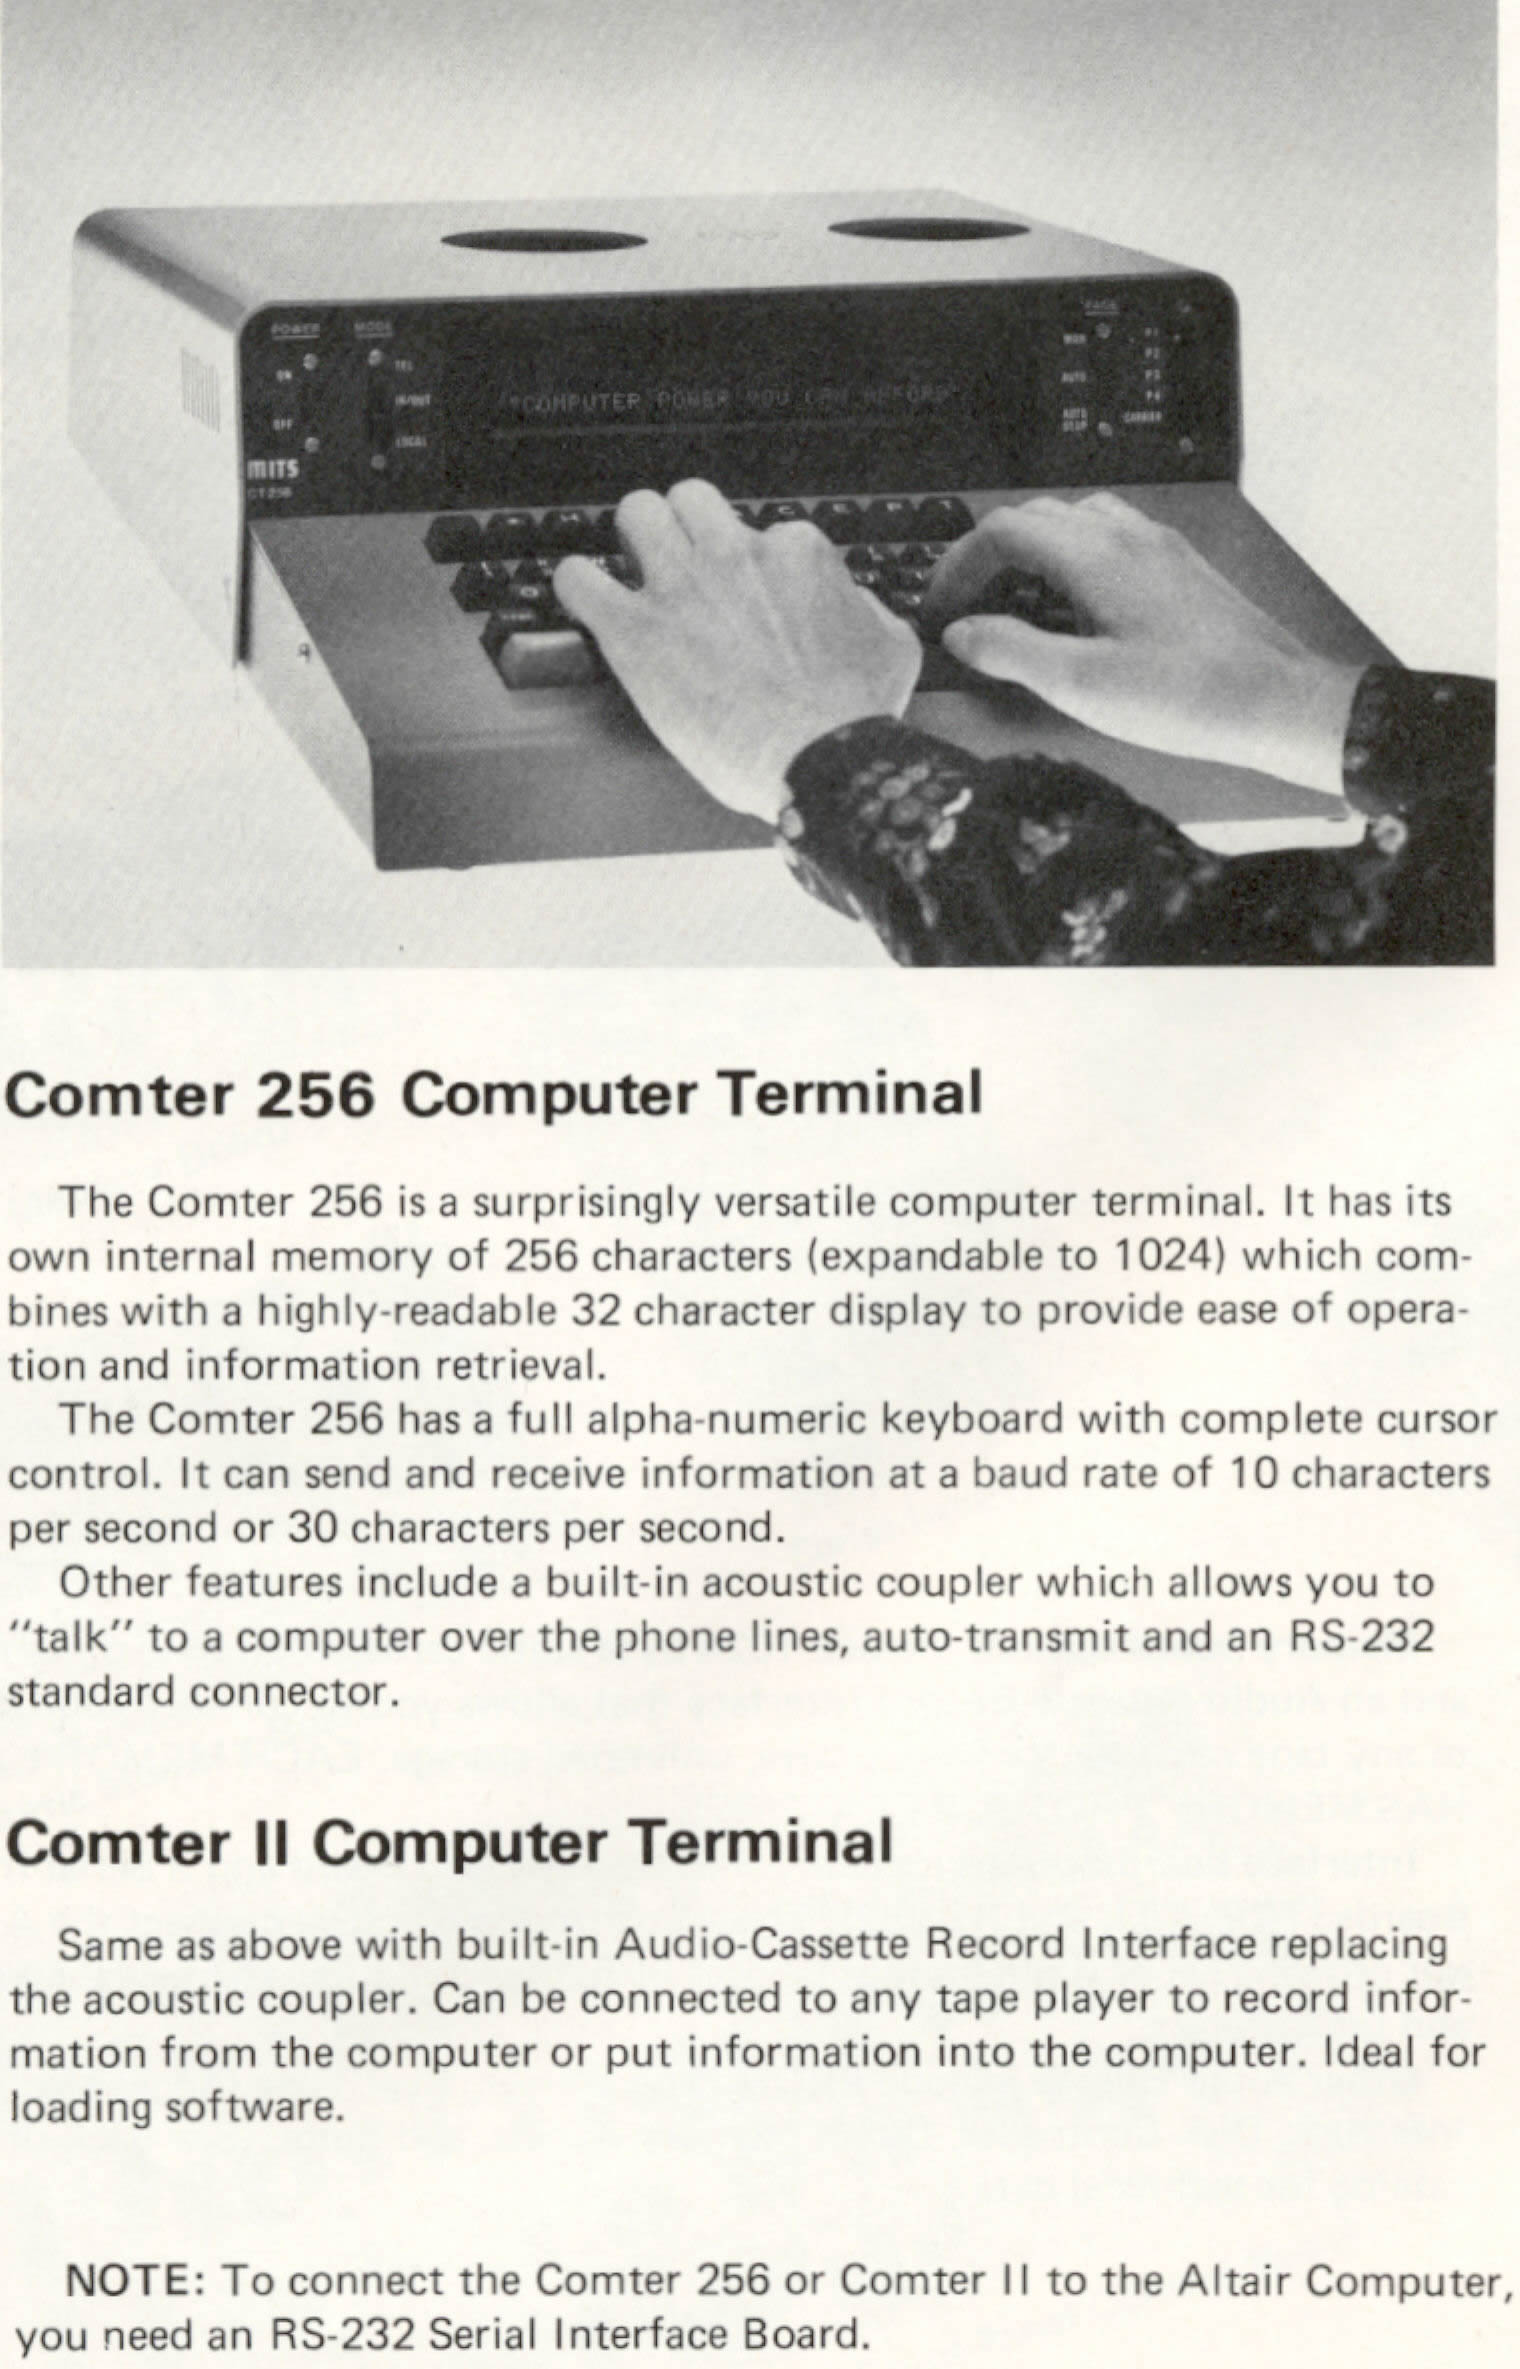 POWER MODE PAGE
ON TEL MAN P1
P2
IN/OUT AUTO P3
P4
OFF LOCAL AUTO STEP CARRIER
"COMPUTER POWER YOU CAN AFFORD"
MITS
CT256
Comter 256 Computer Terminal
The Comter 256 is a surprisingly versatile computer terminal. It has its
own internal memory of 256 characters (expandable to 1024) which com-
bines with a highly-readable 32 character display to provide ease of opera-
tion and information retrieval.
The Comter 256 has a full alpha-numeric keyboard with complete cursor
control. It can send and receive information at a baud rate of 10 characters
per second or 30 characters per second.
Other features include a built-in acoustic coupler which allows you to
"talk" to a computer over the phone lines, auto-transmit and an RS-232
standard connector.
Comter II Computer Terminal
Same as above with built-in Audio-Cassette Record Interface replacing
the acoustic coupler. Can be connected to any tape player to record infor-
mation from the computer or put information into the computer. Ideal for
loading software.
NOTE: To connect the Comter 256 or Comter II to the Altair Computer,
you need an RS-232 Serial Interface Board.